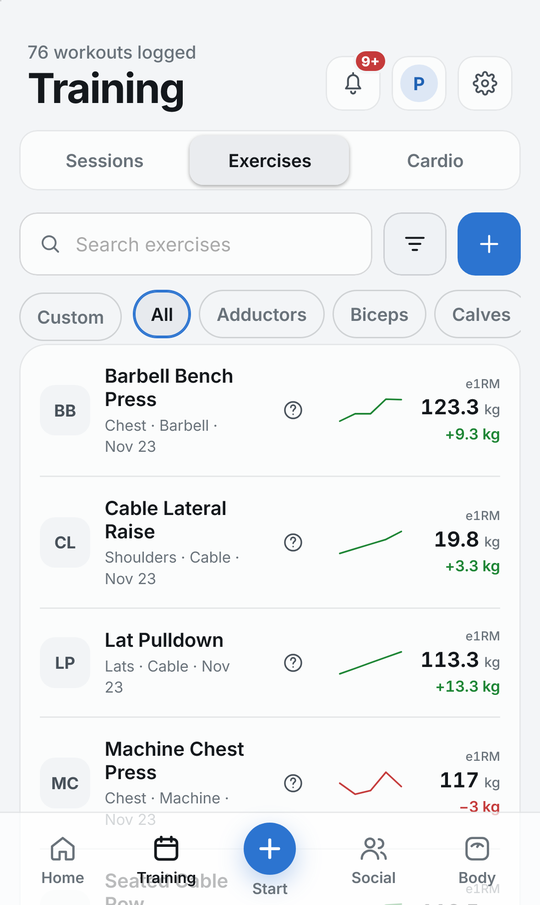 76 workouts logged
Training
9+
P
Sessions
Exercises
Cardio
Search exercises
Custom
All
Adductors
Biceps
Calves
BB
Barbell Bench
Press
Chest · Barbell ·
Nov 23
e1RM
123.3 kg
+9.3 kg
CL
Cable Lateral
Raise
Shoulders · Cable ·
Nov 23
e1RM
19.8 kg
+3.3 kg
LP
Lat Pulldown
Lats · Cable · Nov
23
e1RM
113.3 kg
+13.3 kg
MC
Machine Chest
Press
Chest · Machine ·
Nov 23
e1RM
117 kg
−3 kg
Seated Cable
Row
e1RM
Home
Training
Start
Social
Body